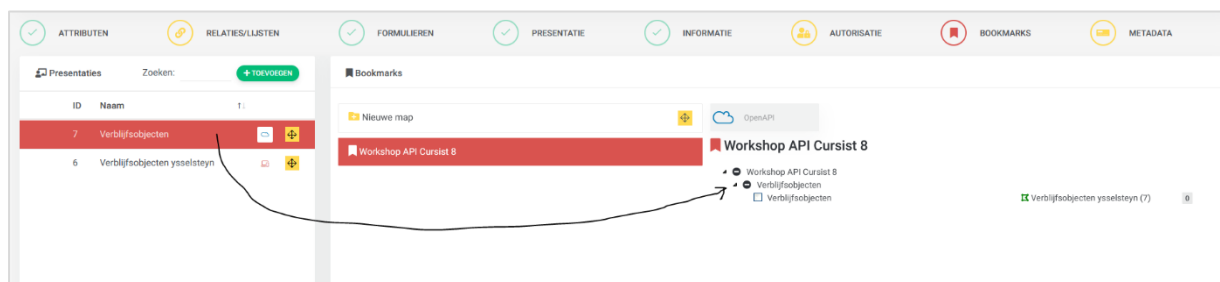 ATTRIBUTEN RELATIES/LIJSTEN FORMULIEREN PRESENTATIE INFORMATIE AUTORISATIE BOOKMARKS METADATA
Presentaties Zoeken: + TOEVOEGEN
ID Naam
7 Verblijfsobjecten
6 Verblijfsobjecten ysselsteyn
Bookmarks
Nieuwe map
Workshop API Cursist 8
OpenAPI
Workshop API Cursist 8
Workshop API Cursist 8
Verblijfsobjecten
Verblijfsobjecten Verblijfsobjecten ysselsteyn (7) 0